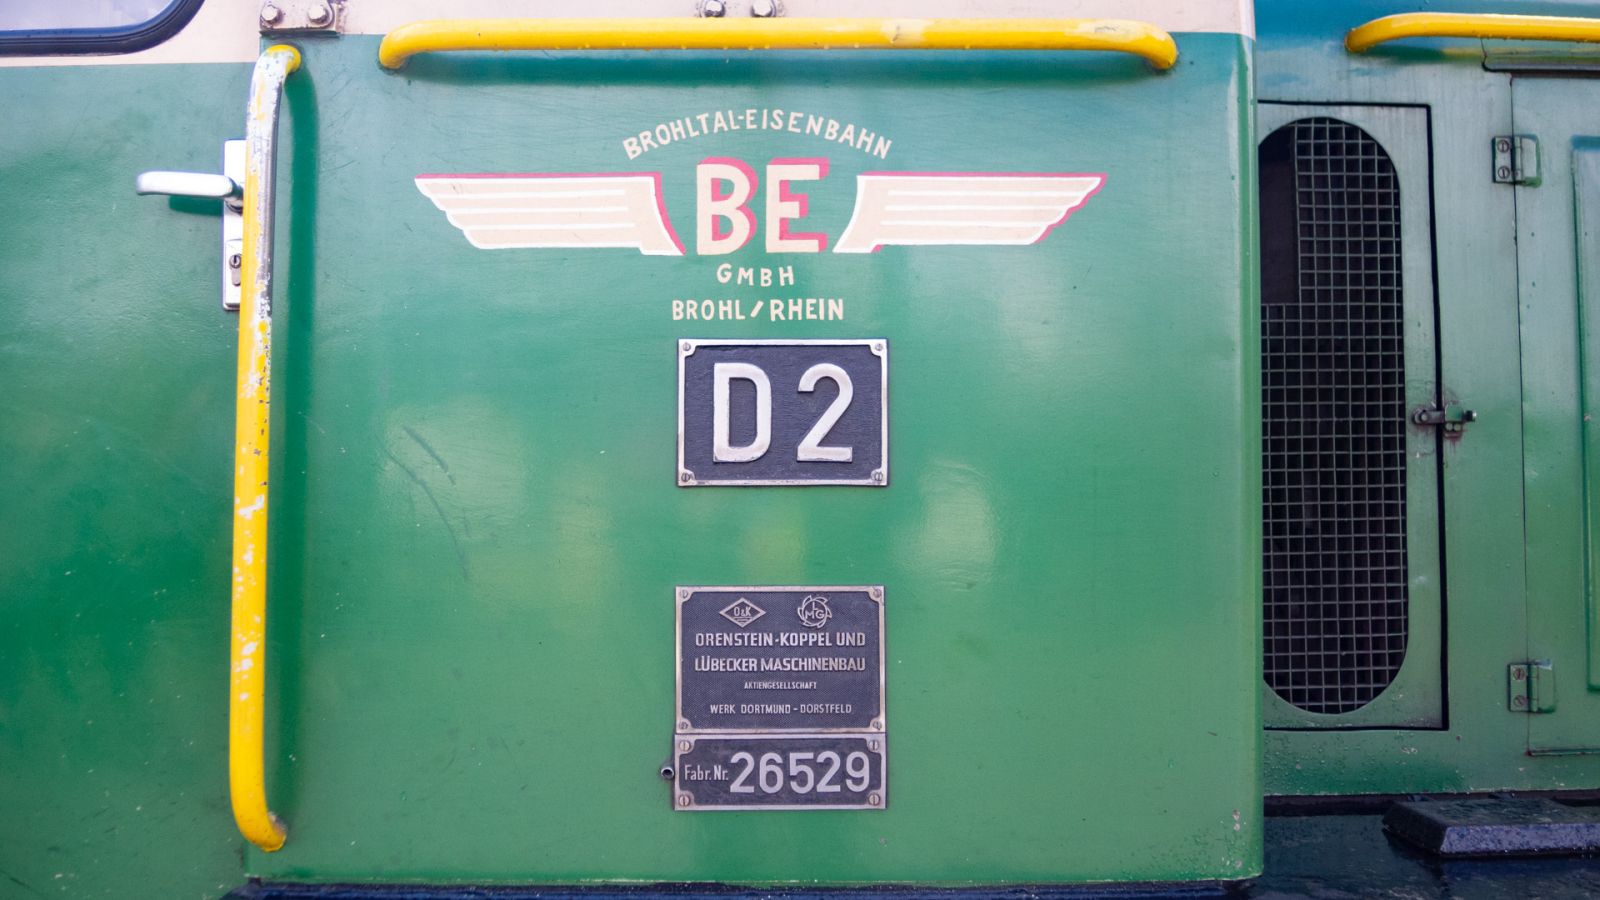 BROHLTAL-EISENBAHN
BE
GMBH
BROHL/RHEIN
D2
O&K LMG
ORENSTEIN-KOPPEL UND
LÜBECKER MASCHINENBAU
AKTIENGESELLSCHAFT
WERK DORTMUND-DORSTFELD
Fabr. Nr. 26529